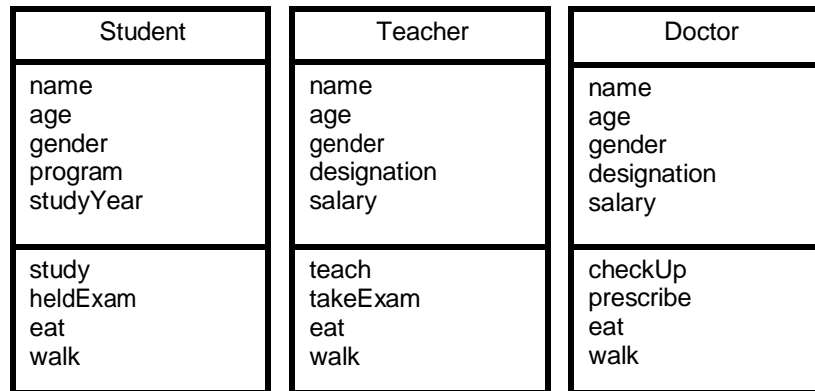 Student
name
age
gender
program
studyYear
study
heldExam
eat
walk
Teacher
name
age
gender
designation
salary
teach
takeExam
eat
walk
Doctor
name
age
gender
designation
salary
checkUp
prescribe
eat
walk